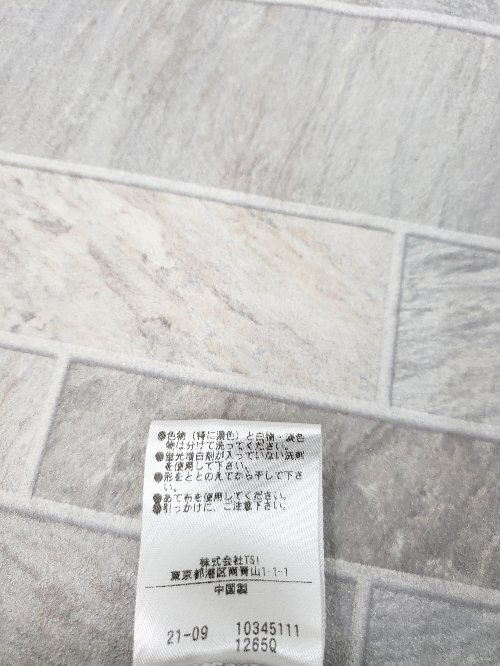 ●色物(特に濃色)と白物・淡色
物は分けて洗ってください。
●蛍光増白剤が入っていない洗剤
を使用して下さい。
●形をととのえてから干して下さ
い。
●あて布を使用してください。
●引っかけに、ご注意下さい。
株式会社TSI
東京都港区南青山1-1-1
中国製
21-09 10345111
1265Q